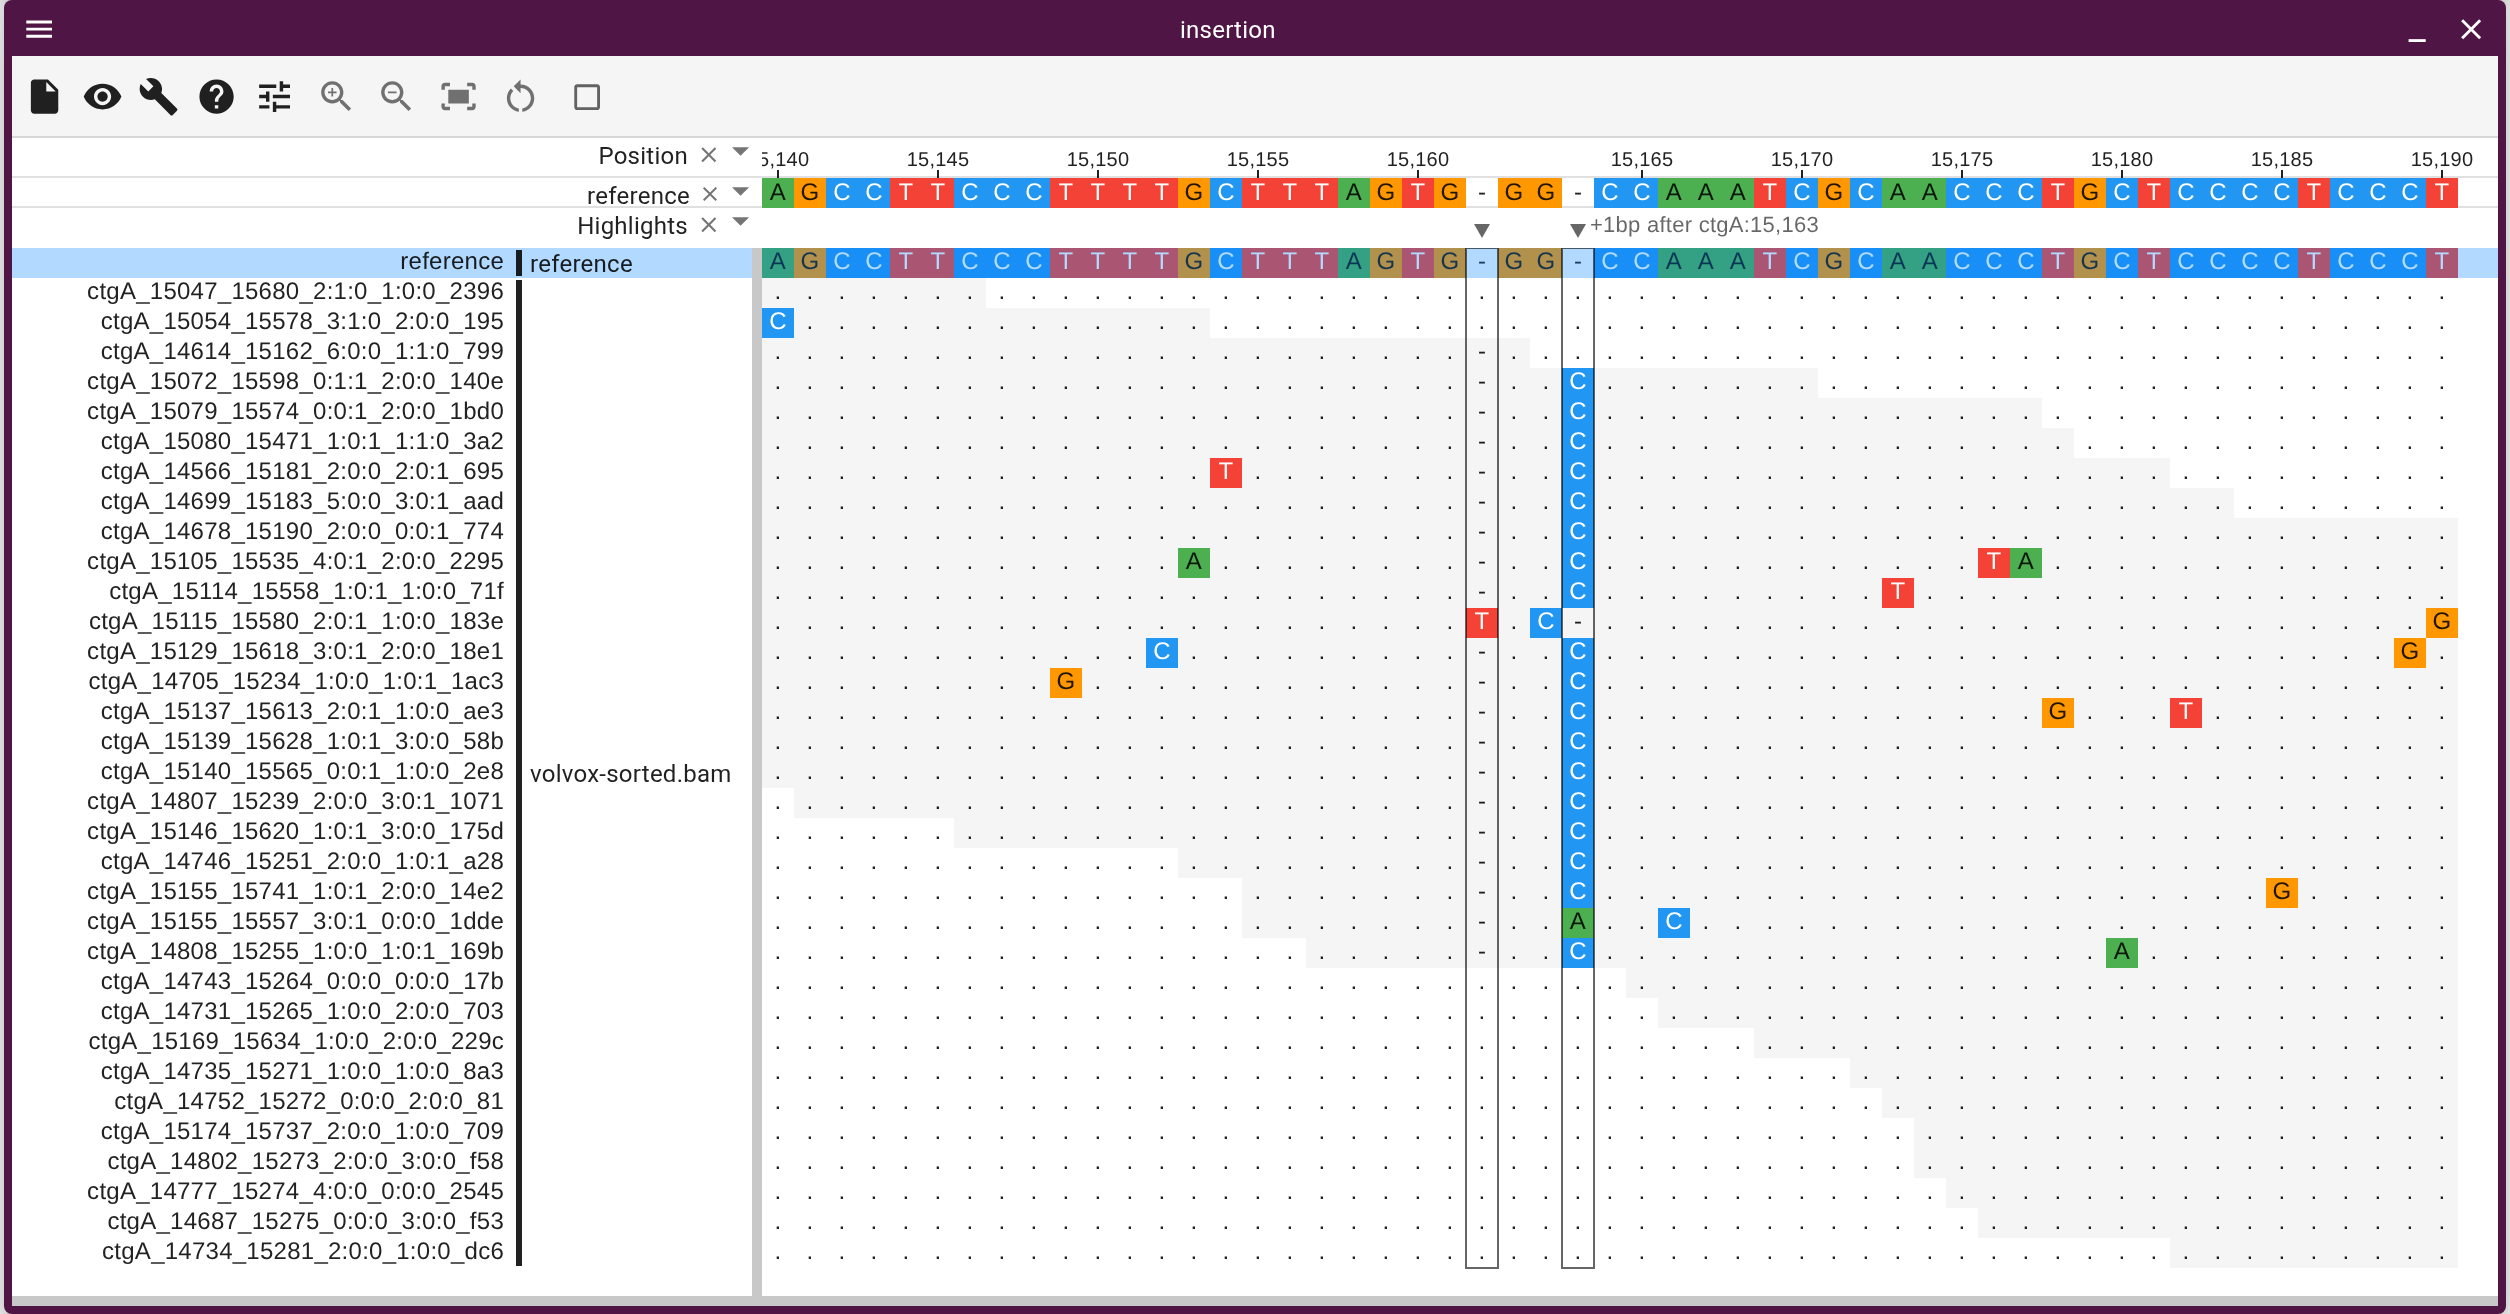 insertion
Position 5,140 15,145 15,150 15,155 15,160 15,165 15,170 15,175 15,180 15,185 15,190
reference A G C C T T C C C T T T T G C T T T A G T G - G G - C C A A A T C G C A A C C C T G C T C C C C T C C C T
Highlights +1bp after ctgA:15,163
reference reference A G C C T T C C C T T T T G C T T T A G T G - G G - C C A A A T C G C A A C C C T G C T C C C C T C C C T
ctgA_15047_15680_2:1:0_1:0:0_2396
ctgA_15054_15578_3:1:0_2:0:0_195 C
ctgA_14614_15162_6:0:0_1:1:0_799 -
ctgA_15072_15598_0:1:1_2:0:0_140e - C
ctgA_15079_15574_0:0:1_2:0:0_1bd0 - C
ctgA_15080_15471_1:0:1_1:1:0_3a2 - C
ctgA_14566_15181_2:0:0_2:0:1_695 T - C
ctgA_14699_15183_5:0:0_3:0:1_aad - C
ctgA_14678_15190_2:0:0_0:0:1_774 - C
ctgA_15105_15535_4:0:1_2:0:0_2295 A - C T A
ctgA_15114_15558_1:0:1_1:0:0_71f - C T
ctgA_15115_15580_2:0:1_1:0:0_183e T C - G
ctgA_15129_15618_3:0:1_2:0:0_18e1 C - C G
ctgA_14705_15234_1:0:0_1:0:1_1ac3 G - C
ctgA_15137_15613_2:0:1_1:0:0_ae3 - C G T
ctgA_15139_15628_1:0:1_3:0:0_58b - C
ctgA_15140_15565_0:0:1_1:0:0_2e8 volvox-sorted.bam - C
ctgA_14807_15239_2:0:0_3:0:1_1071 - C
ctgA_15146_15620_1:0:1_3:0:0_175d - C
ctgA_14746_15251_2:0:0_1:0:1_a28 - C
ctgA_15155_15741_1:0:1_2:0:0_14e2 - C G
ctgA_15155_15557_3:0:1_0:0:0_1dde - A C
ctgA_14808_15255_1:0:0_1:0:1_169b - C A
ctgA_14743_15264_0:0:0_0:0:0_17b
ctgA_14731_15265_1:0:0_2:0:0_703
ctgA_15169_15634_1:0:0_2:0:0_229c
ctgA_14735_15271_1:0:0_1:0:0_8a3
ctgA_14752_15272_0:0:0_2:0:0_81
ctgA_15174_15737_2:0:0_1:0:0_709
ctgA_14802_15273_2:0:0_3:0:0_f58
ctgA_14777_15274_4:0:0_0:0:0_2545
ctgA_14687_15275_0:0:0_3:0:0_f53
ctgA_14734_15281_2:0:0_1:0:0_dc6